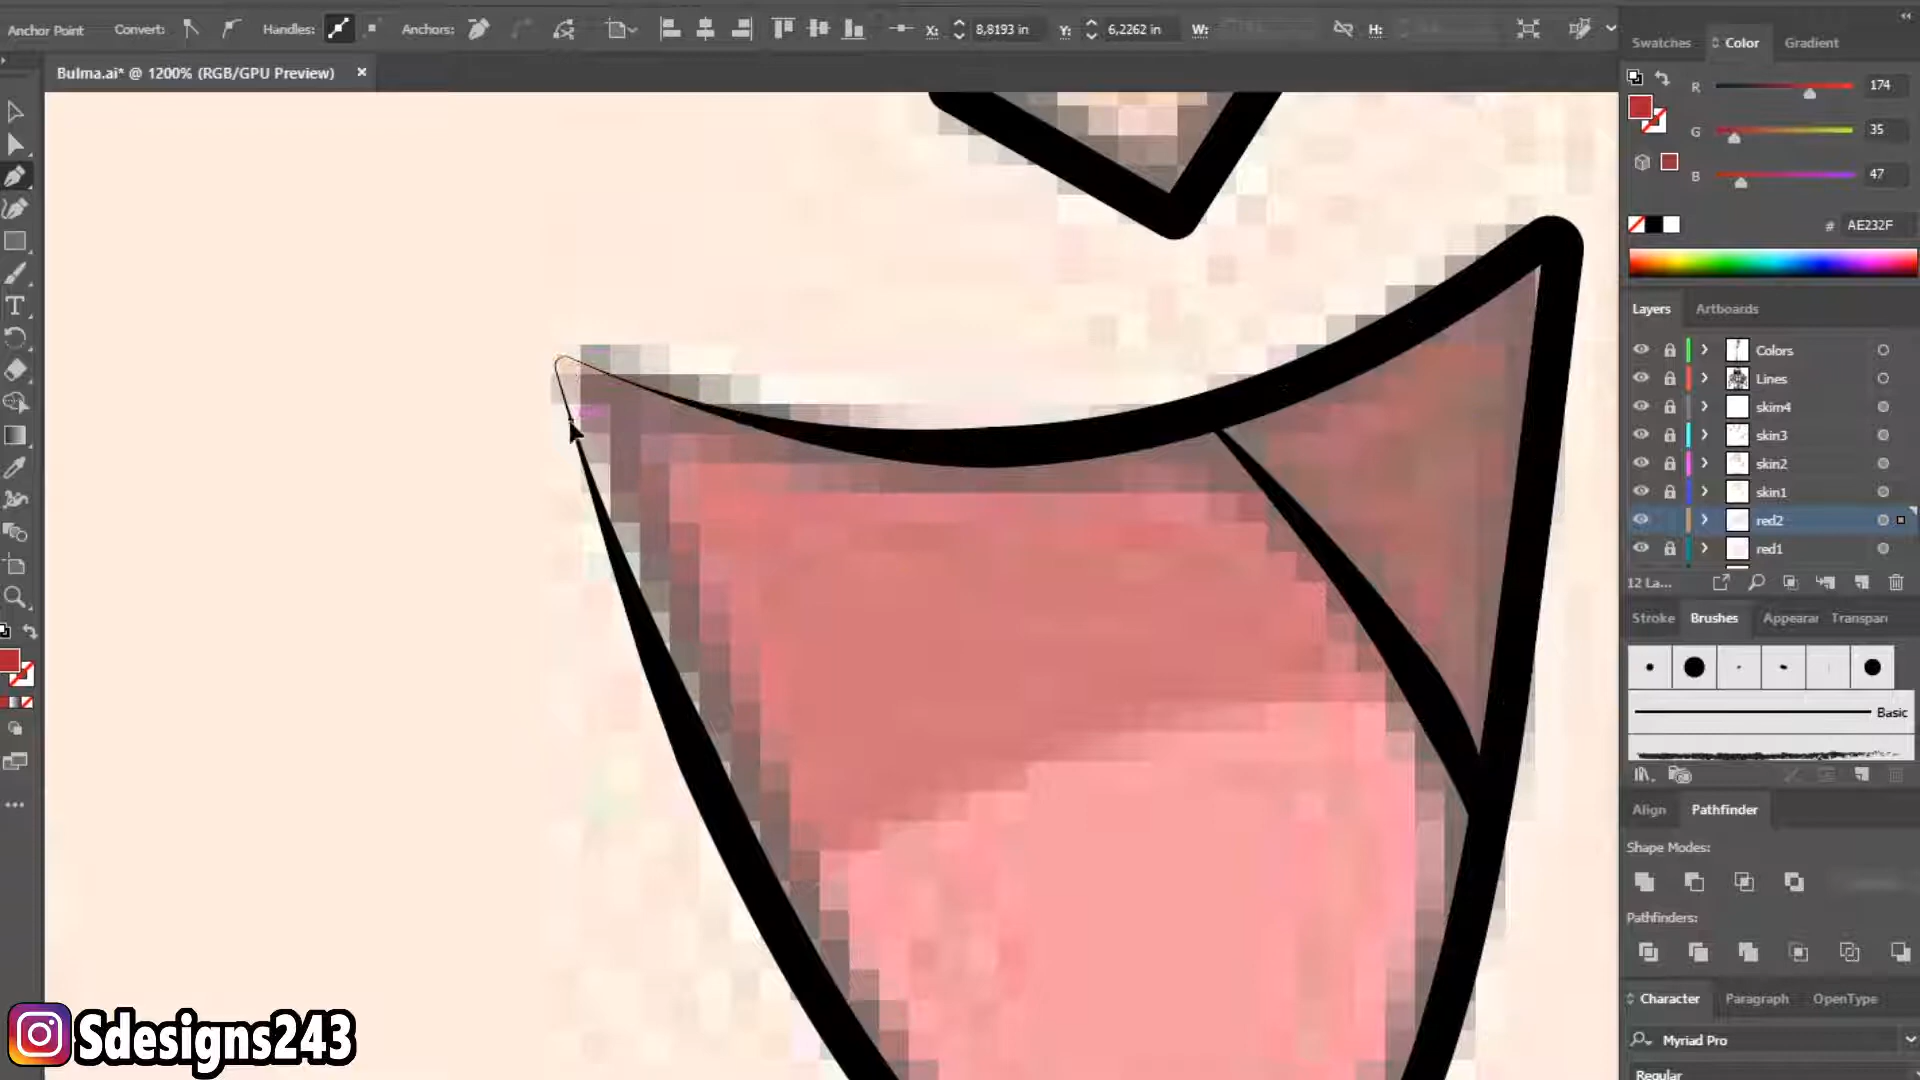 Anchor Point Convert: Handles: Anchors: X: 8,8193 in Y: 6,2262 in W: H:
Bulma.ai* @ 1200% (RGB/GPU Preview) ×
Swatches Color Gradient
R 174
G 35
B 47
# AE232F
Layers Artboards
Colors
Lines
skim4
skin3
skin2
skin1
red2
red1
12 La...
Stroke Brushes Appearar Transpari
Basic
Align Pathfinder
Shape Modes:
Pathfinders:
Character Paragraph OpenType
Myriad Pro
Regular
Sdesigns243